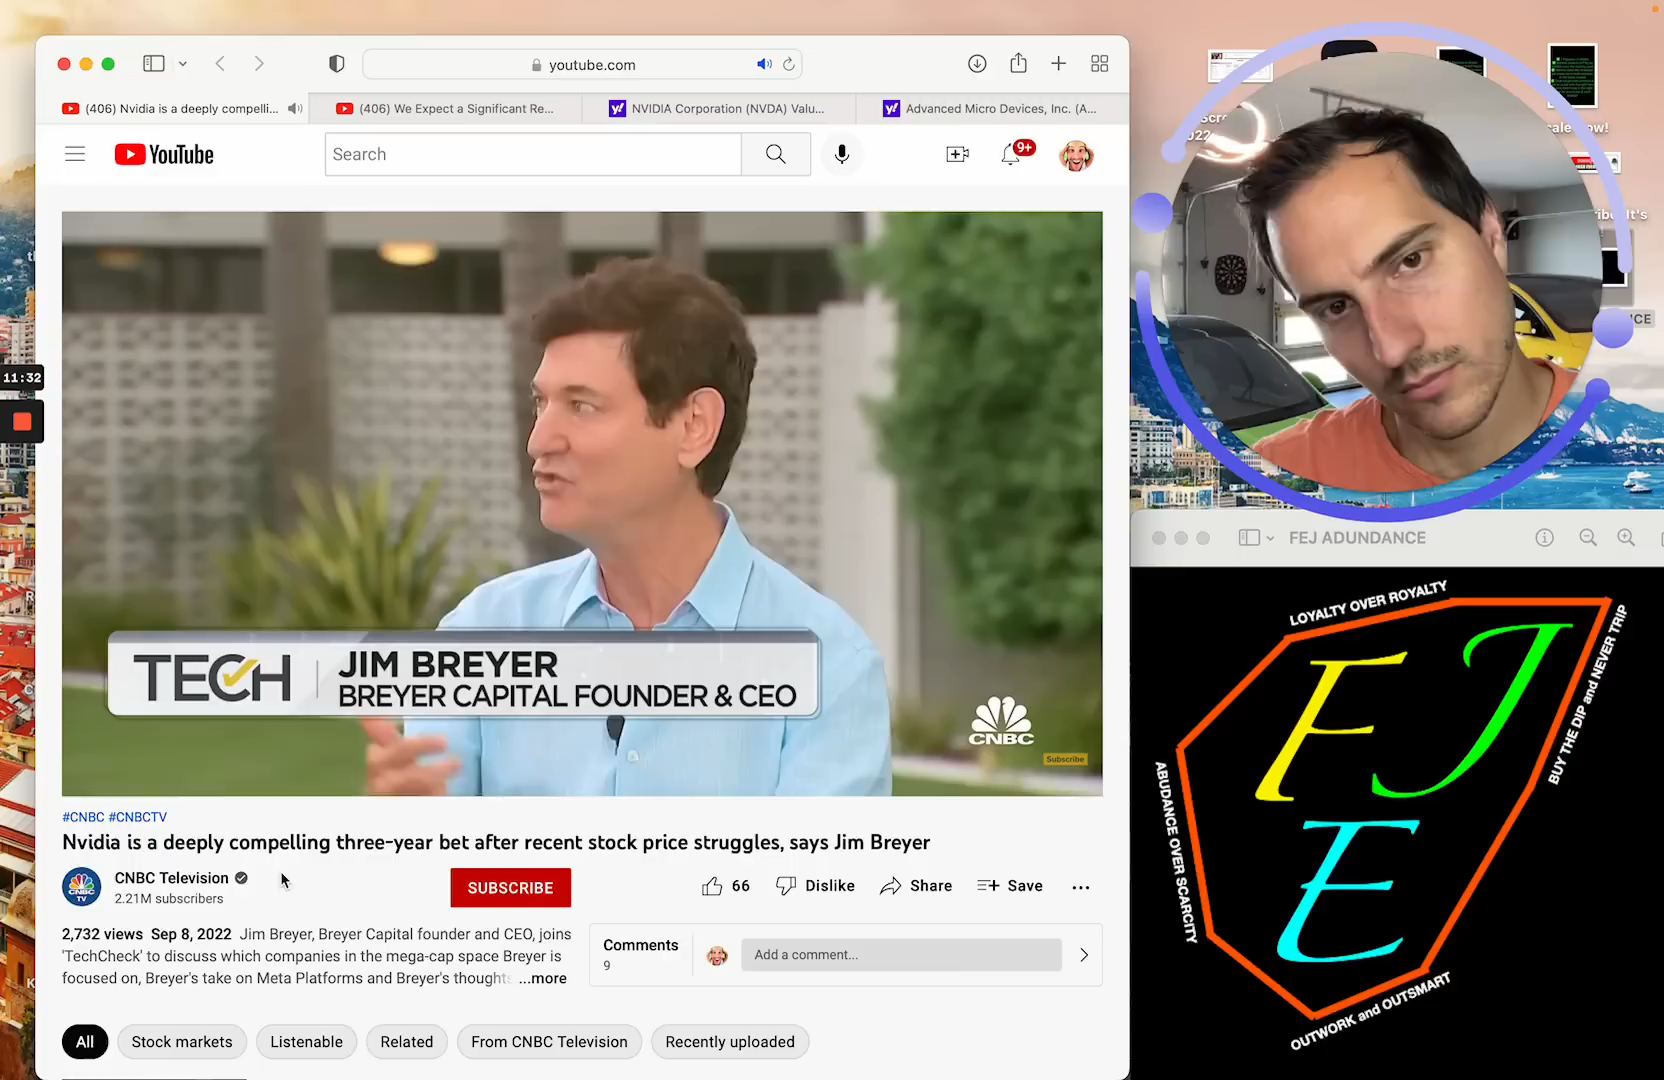 youtube.com
(406) Nvidia is a deeply compelli...
(406) We Expect a Significant Re...
NVIDIA Corporation (NVDA) Valu...
Advanced Micro Devices, Inc. (A...
YouTube
Search
9+
11:32
TECH
JIM BREYER
BREYER CAPITAL FOUNDER & CEO
CNBC
Subscribe
#CNBC #CNBCTV
Nvidia is a deeply compelling three-year bet after recent stock price struggles, says Jim Breyer
CNBC Television
2.21M subscribers
SUBSCRIBE
66
Dislike
Share
Save
2,732 views Sep 8, 2022 Jim Breyer, Breyer Capital founder and CEO, joins
'TechCheck' to discuss which companies in the mega-cap space Breyer is
focused on, Breyer's take on Meta Platforms and Breyer's thoughts ...more
Comments
9
Add a comment...
All
Stock markets
Listenable
Related
From CNBC Television
Recently uploaded
FEJ ADUNDANCE
LOYALTY OVER ROYALTY
BUY THE DIP and NEVER TRIP
ABUDANCE OVER SCARCITY
OUTWORK and OUTSMART
F J
E